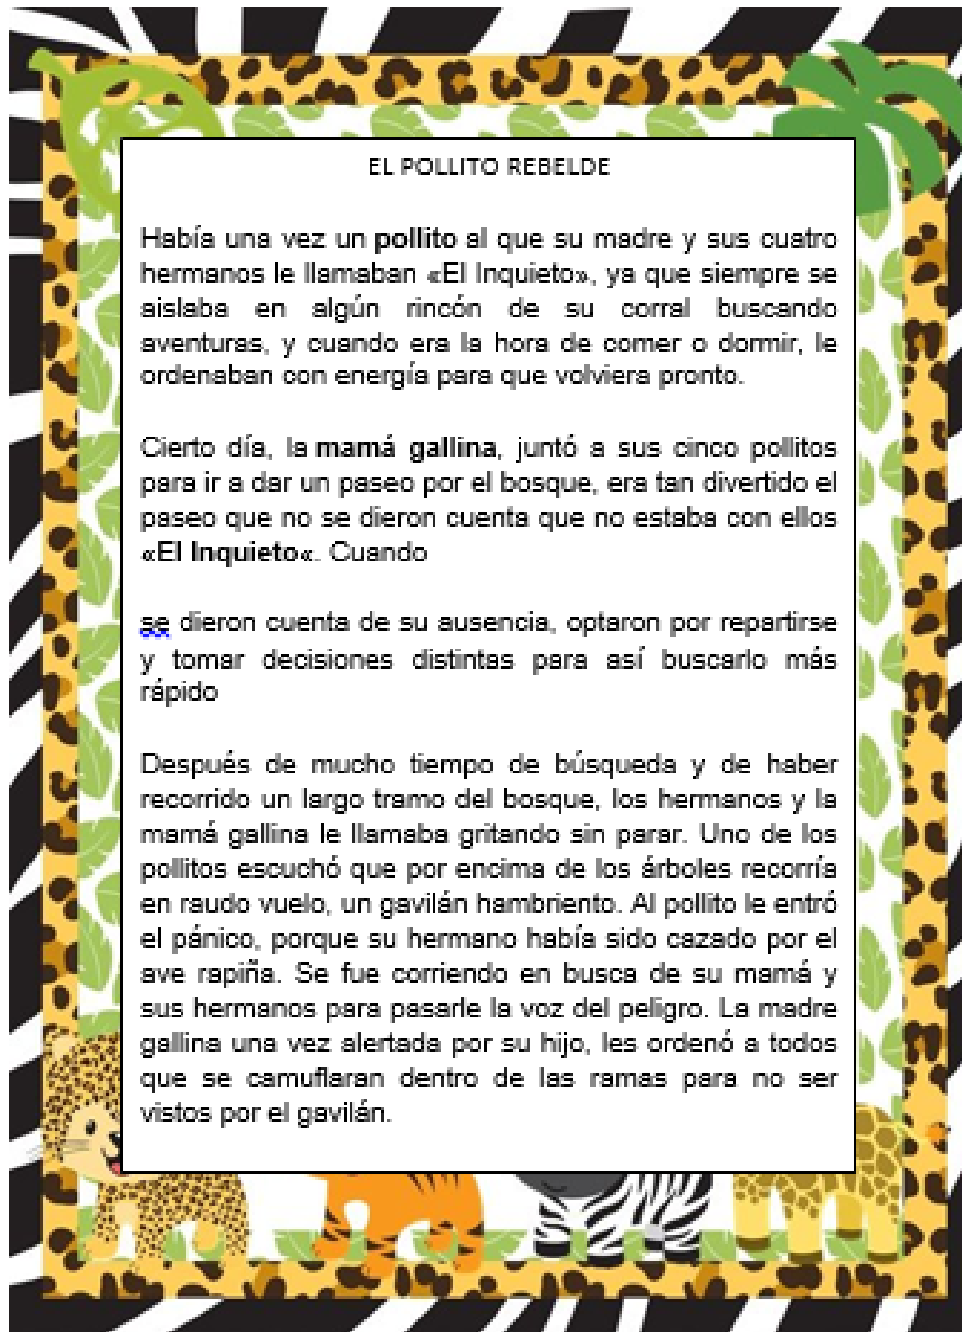 EL POLLITO REBELDE
Había una vez un pollito al que su madre y sus cuatro
hermanos le llamaban «El Inquieto», ya que siempre se
aislaba en algún rincón de su corral buscando
aventuras, y cuando era la hora de comer o dormir, le
ordenaban con energía para que volviera pronto.
Cierto día, la mamá gallina, juntó a sus cinco pollitos
para ir a dar un paseo por el bosque, era tan divertido el
paseo que no se dieron cuenta que no estaba con ellos
«El Inquieto«. Cuando
se dieron cuenta de su ausencia, optaron por repartirse
y tomar decisiones distintas para así buscarlo más
rápido
Después de mucho tiempo de búsqueda y de haber
recorrido un largo tramo del bosque, los hermanos y la
mamá gallina le llamaba gritando sin parar. Uno de los
pollitos escuchó que por encima de los árboles recorría
en raudo vuelo, un gavilán hambriento. Al pollito le entró
el pánico, porque su hermano había sido cazado por el
ave rapiña. Se fue corriendo en busca de su mamá y
sus hermanos para pasarle la voz del peligro. La madre
gallina una vez alertada por su hijo, les ordenó a todos
que se camuflaran dentro de las ramas para no ser
vistos por el gavilán.